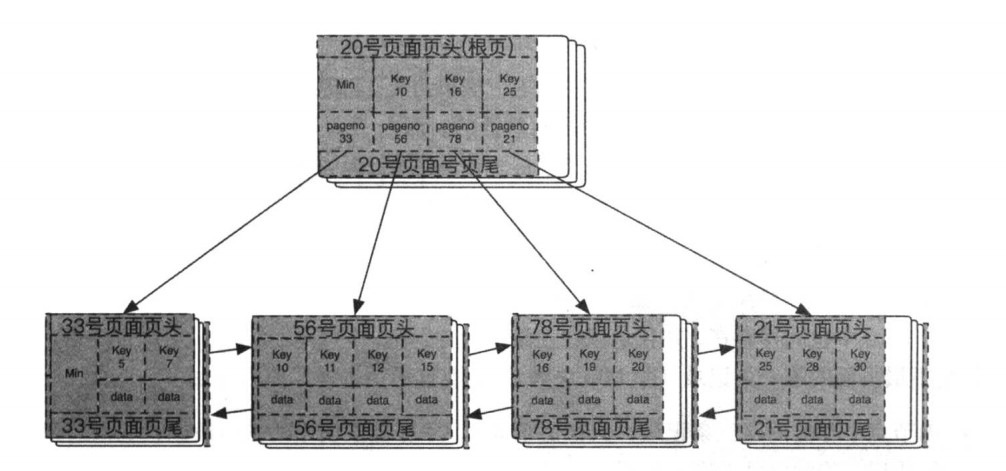 20号页面页头(根页)
Min Key Key Key
10 16 25
pageno pageno pageno pageno
33 56 78 21
20号页面号页尾
33号页面页头
Min Key Key
5 7
data data
33号页面页尾
56号页面页头
Key Key Key Key
10 11 12 15
data data data data
56号页面页尾
78号页面页头
Key Key Key
16 19 20
data data data
78号页面页尾
21号页面页头
Key Key Key
25 28 30
data data data
21号页面页尾